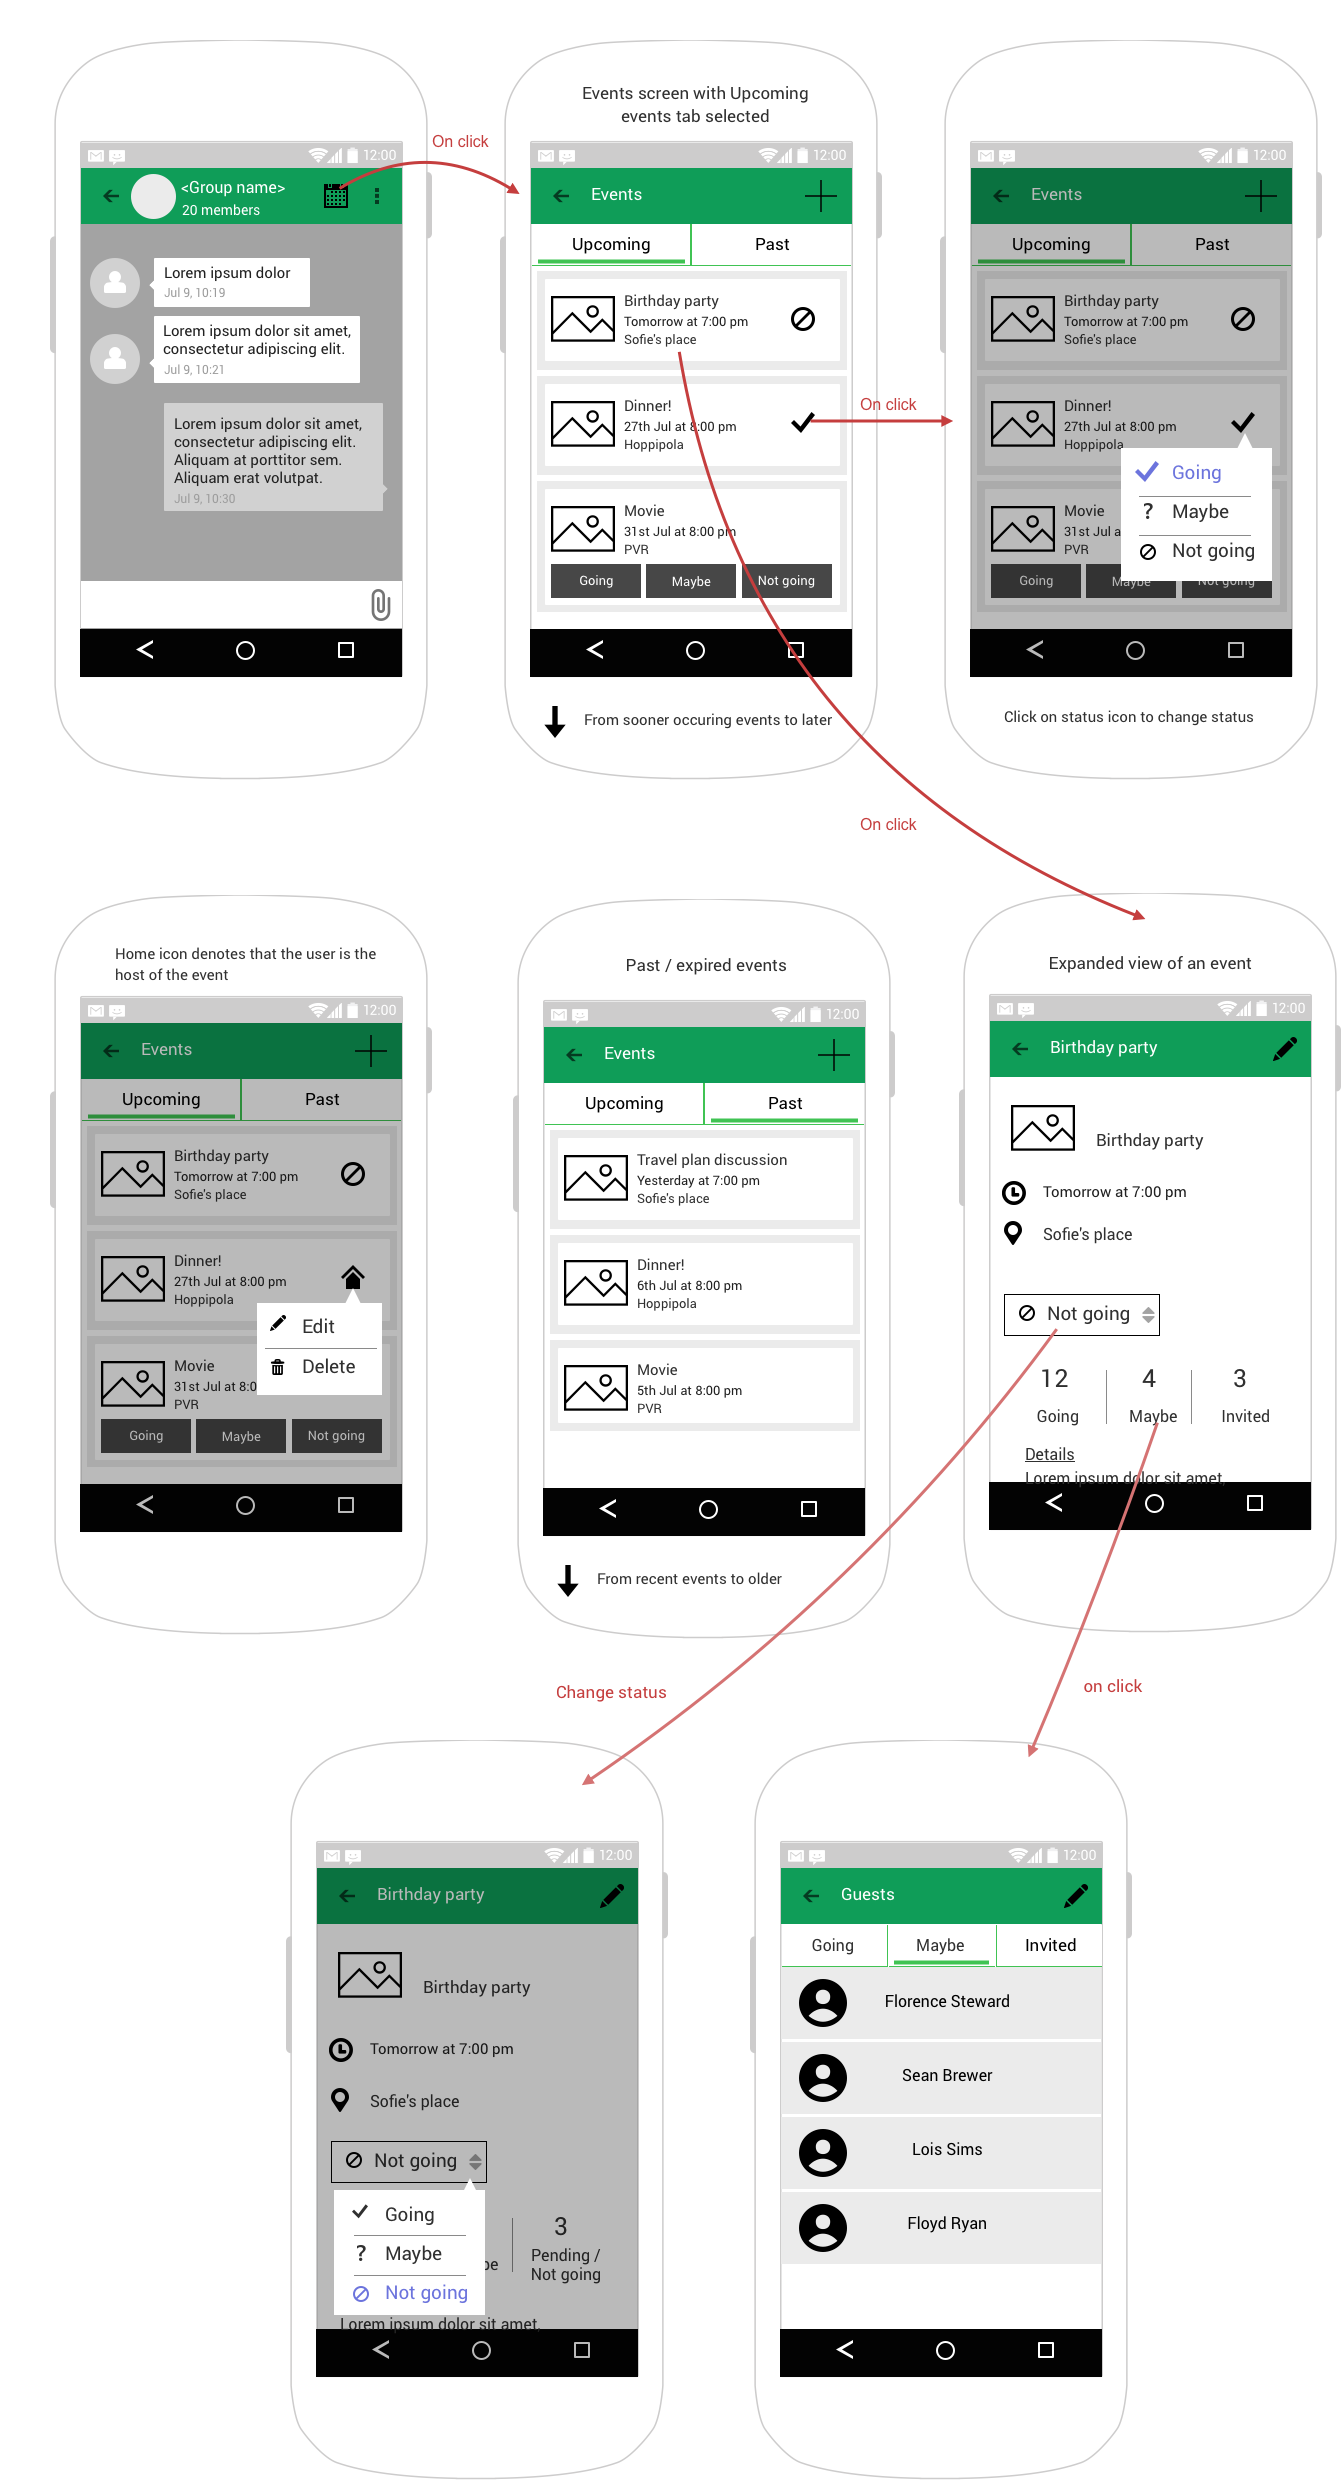 12:00
<Group name>
20 members
Lorem ipsum dolor
Jul 9, 10:19
Lorem ipsum dolor sit amet,
consectetur adipiscing elit.
Jul 9, 10:21
Lorem ipsum dolor sit amet,
consectetur adipiscing elit.
Aliquam at porttitor sem.
Aliquam erat volutpat.
Jul 9, 10:30
On click
Events screen with Upcoming
events tab selected
12:00
Events
Upcoming
Past
Birthday party
Tomorrow at 7:00 pm
Sofie's place
Dinner!
27th Jul at 8:00 pm
Hoppipola
Movie
31st Jul at 8:00 pm
PVR
Going
Maybe
Not going
From sooner occuring events to later
On click
12:00
Events
Upcoming
Past
Birthday party
Tomorrow at 7:00 pm
Sofie's place
Dinner!
27th Jul at 8:00 pm
Hoppipola
Going
? Maybe
Not going
Movie
31st Jul a
PVR
Going
Maybe
Not going
Click on status icon to change status
On click
Home icon denotes that the user is the
host of the event
12:00
Events
Upcoming
Past
Birthday party
Tomorrow at 7:00 pm
Sofie's place
Dinner!
27th Jul at 8:00 pm
Hoppipola
Edit
Delete
Movie
31st Jul at 8:0
PVR
Going
Maybe
Not going
Past / expired events
12:00
Events
Upcoming
Past
Travel plan discussion
Yesterday at 7:00 pm
Sofie's place
Dinner!
6th Jul at 8:00 pm
Hoppipola
Movie
5th Jul at 8:00 pm
PVR
From recent events to older
Expanded view of an event
12:00
Birthday party
Birthday party
Tomorrow at 7:00 pm
Sofie's place
Not going
12
4
3
Going
Maybe
Invited
Details
Lorem ipsum dolor sit amet,
Change status
on click
12:00
Birthday party
Birthday party
Tomorrow at 7:00 pm
Sofie's place
Not going
Going
? Maybe
Not going
3
be
Pending /
Not going
Lorem ipsum dolor sit amet,
12:00
Guests
Going
Maybe
Invited
Florence Steward
Sean Brewer
Lois Sims
Floyd Ryan